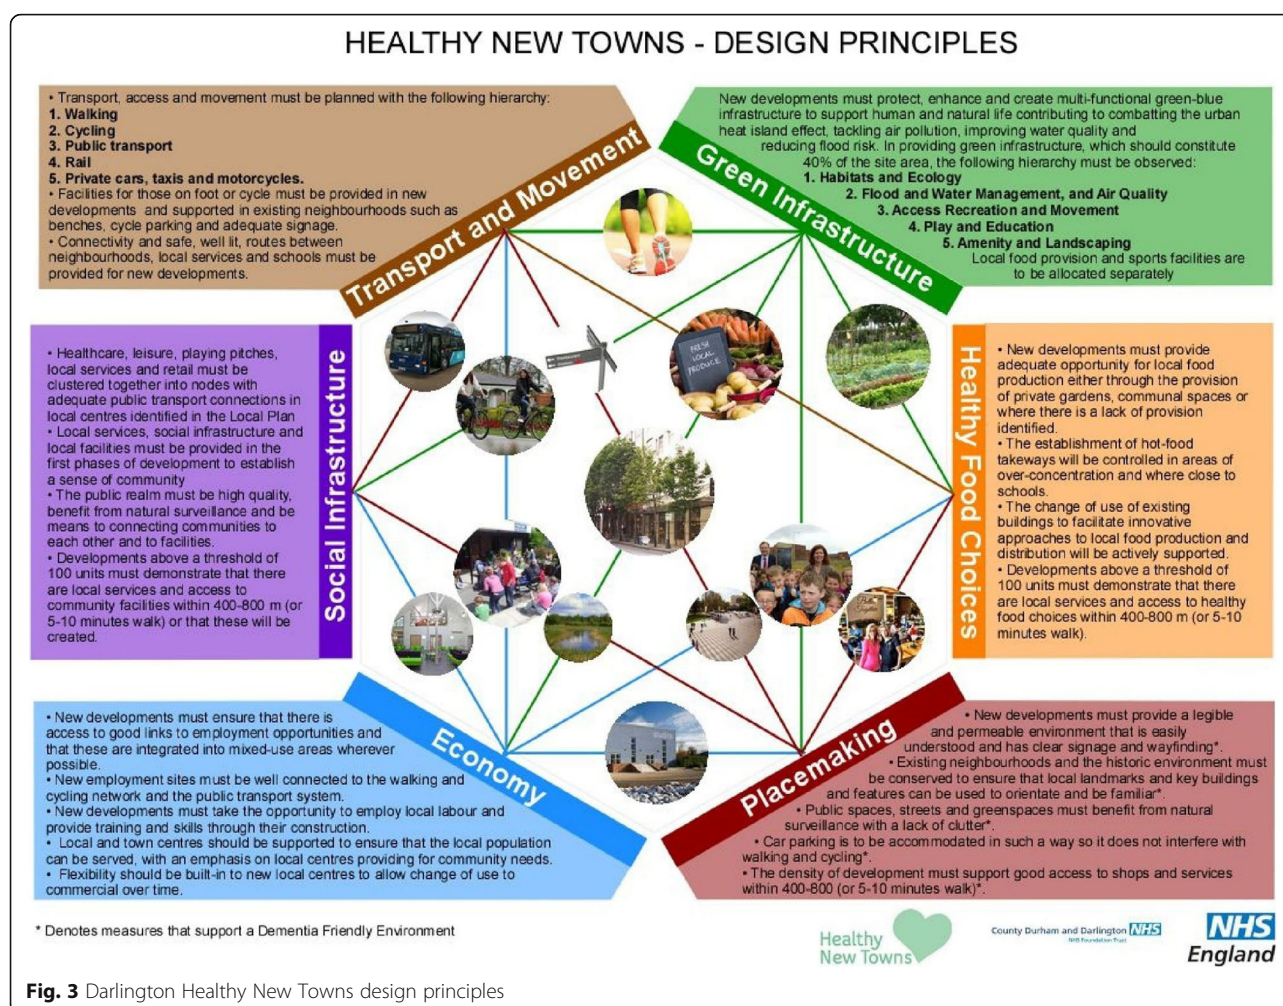 HEALTHY NEW TOWNS - DESIGN PRINCIPLES
• Transport, access and movement must be planned with the following hierarchy:
1. Walking
2. Cycling
3. Public transport
4. Rail
5. Private cars, taxis and motorcycles.
• Facilities for those on foot or cycle must be provided in new
developments and supported in existing neighbourhoods such as
benches, cycle parking and adequate signage.
• Connectivity and safe, well lit, routes between
neighbourhoods, local services and schools must be
provided for new developments.
Transport and Movement
New developments must protect, enhance and create multi-functional green-blue
infrastructure to support human and natural life contributing to combatting the urban
heat island effect, tackling air pollution, improving water quality and
reducing flood risk. In providing green infrastructure, which should constitute
40% of the site area, the following hierarchy must be observed:
1. Habitats and Ecology
2. Flood and Water Management, and Air Quality
3. Access Recreation and Movement
4. Play and Education
5. Amenity and Landscaping
Local food provision and sports facilities are
to be allocated separately
Green Infrastructure
• Healthcare, leisure, playing pitches,
local services and retail must be
clustered together into nodes with
adequate public transport connections in
local centres identified in the Local Plan
• Local services, social infrastructure and
local facilities must be provided in the
first phases of development to establish
a sense of community
• The public realm must be high quality,
benefit from natural surveillance and be
means to connecting communities to
each other and to facilities.
• Developments above a threshold of
100 units must demonstrate that there
are local services and access to
community facilities within 400-800 m (or
5-10 minutes walk) or that these will be
created.
Social Infrastructure
FRESH
LOCAL
PRODUCE
Healthy Food Choices
• New developments must provide
adequate opportunity for local food
production either through the provision
of private gardens, communal spaces or
where there is a lack of provision
identified.
• The establishment of hot-food
takeways will be controlled in areas of
over-concentration and where close to
schools.
• The change of use of existing
buildings to facilitate innovative
approaches to local food production and
distribution will be actively supported.
• Developments above a threshold of
100 units must demonstrate that there
are local services and access to healthy
food choices within 400-800 m (or 5-10
minutes walk).
• New developments must ensure that there is
access to good links to employment opportunities and
that these are integrated into mixed-use areas wherever
possible.
• New employment sites must be well connected to the walking and
cycling network and the public transport system.
• New developments must take the opportunity to employ local labour and
provide training and skills through their construction.
• Local and town centres should be supported to ensure that the local population
can be served, with an emphasis on local centres providing for community needs.
• Flexibility should be built-in to new local centres to allow change of use to
commercial over time.
Economy
Placemaking
• New developments must provide a legible
and permeable environment that is easily
understood and has clear signage and wayfinding*.
• Existing neighbourhoods and the historic environment must
be conserved to ensure that local landmarks and key buildings
and features can be used to orientate and be familiar*.
• Public spaces, streets and greenspaces must benefit from natural
surveillance with a lack of clutter*.
• Car parking is to be accommodated in such a way so it does not interfere with
walking and cycling*.
• The density of development must support good access to shops and services
within 400-800 (or 5-10 minutes walk)*.
* Denotes measures that support a Dementia Friendly Environment
Healthy
New Towns
County Durham and Darlington NHS
NHS Foundation Trust
NHS
England
Fig. 3 Darlington Healthy New Towns design principles